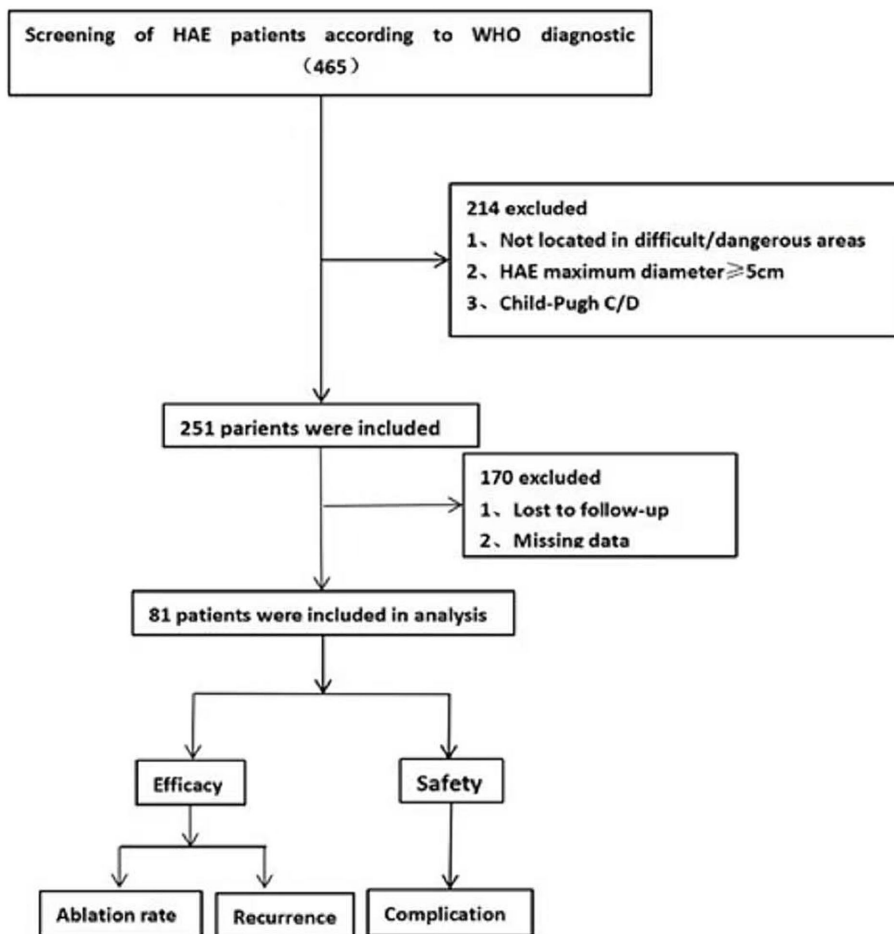 Screening of HAE patients according to WHO diagnostic
（465）
214 excluded
1、Not located in difficult/dangerous areas
2、HAE maximum diameter⩾5cm
3、Child-Pugh C/D
251 parients were included
170 excluded
1、Lost to follow-up
2、Missing data
81 patients were included in analysis
Efficacy
Safety
Ablation rate
Recurrence
Complication